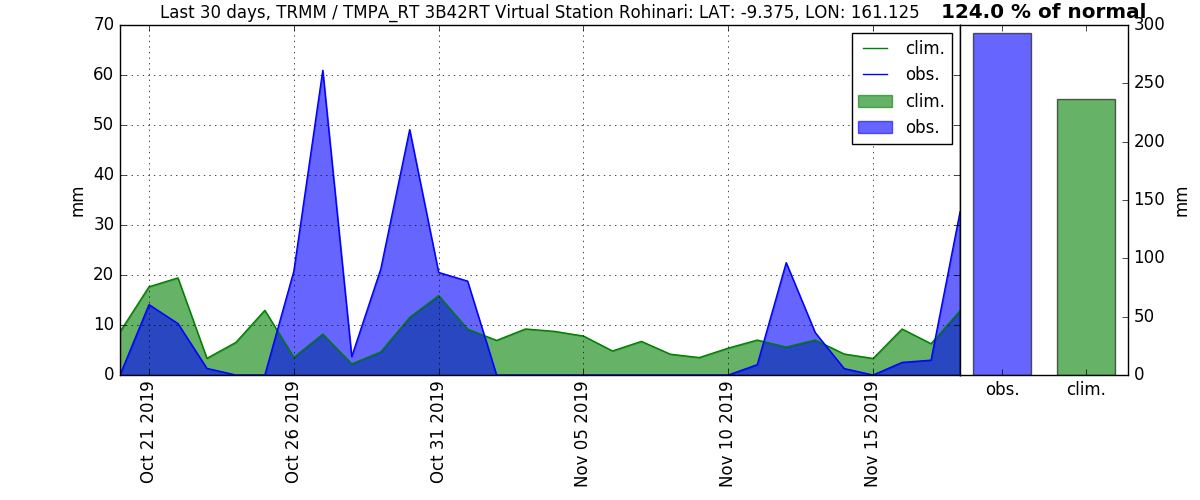 Last 30 days, TRMM / TMPA_RT 3B42RT Virtual Station Rohinari: LAT: -9.375, LON: 161.125
124.0 % of normal
70
60
50
40
30
20
10
0
mm
clim.
obs.
clim.
obs.
300
250
200
150
100
50
0
mm
obs.
clim.
Oct 21 2019
Oct 26 2019
Oct 31 2019
Nov 05 2019
Nov 10 2019
Nov 15 2019